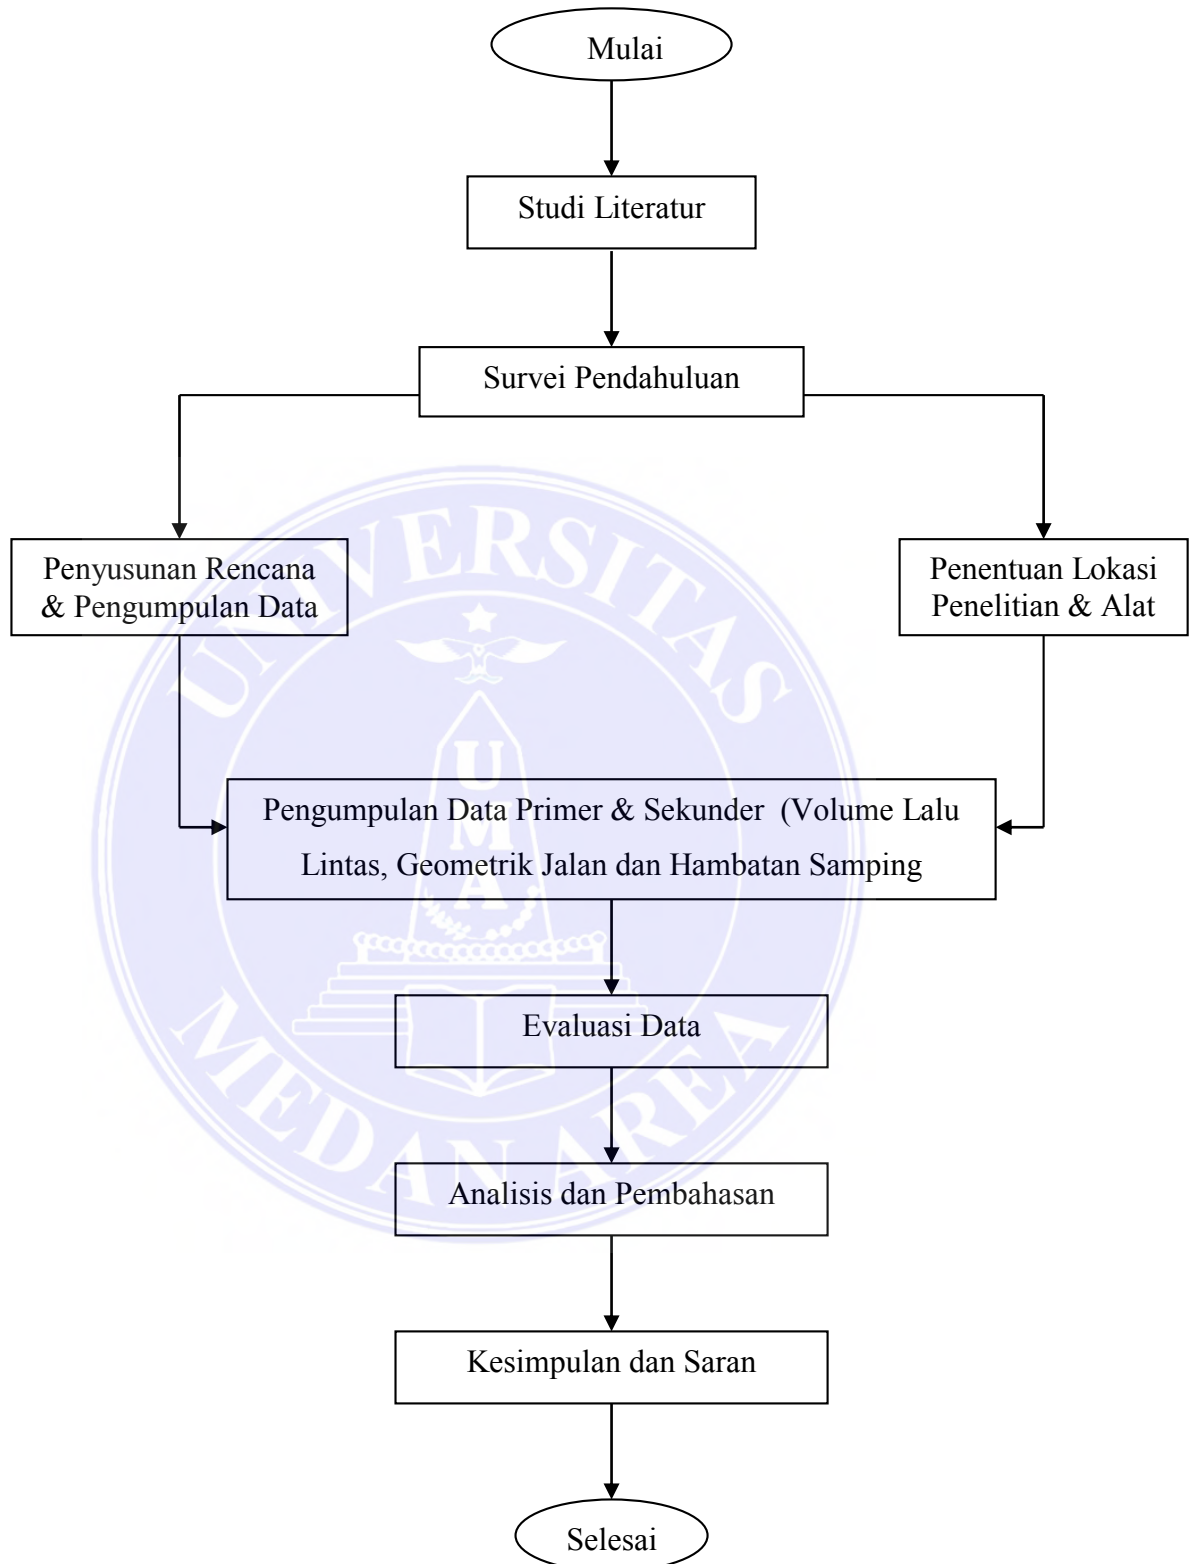 Mulai
Studi Literatur
Survei Pendahuluan
Penyusunan Rencana
& Pengumpulan Data
Penentuan Lokasi
Penelitian & Alat
Pengumpulan Data Primer & Sekunder (Volume Lalu
Lintas, Geometrik Jalan dan Hambatan Samping
Evaluasi Data
Analisis dan Pembahasan
Kesimpulan dan Saran
Selesai
UNIVERSITAS
UMA
MEDAN AREA